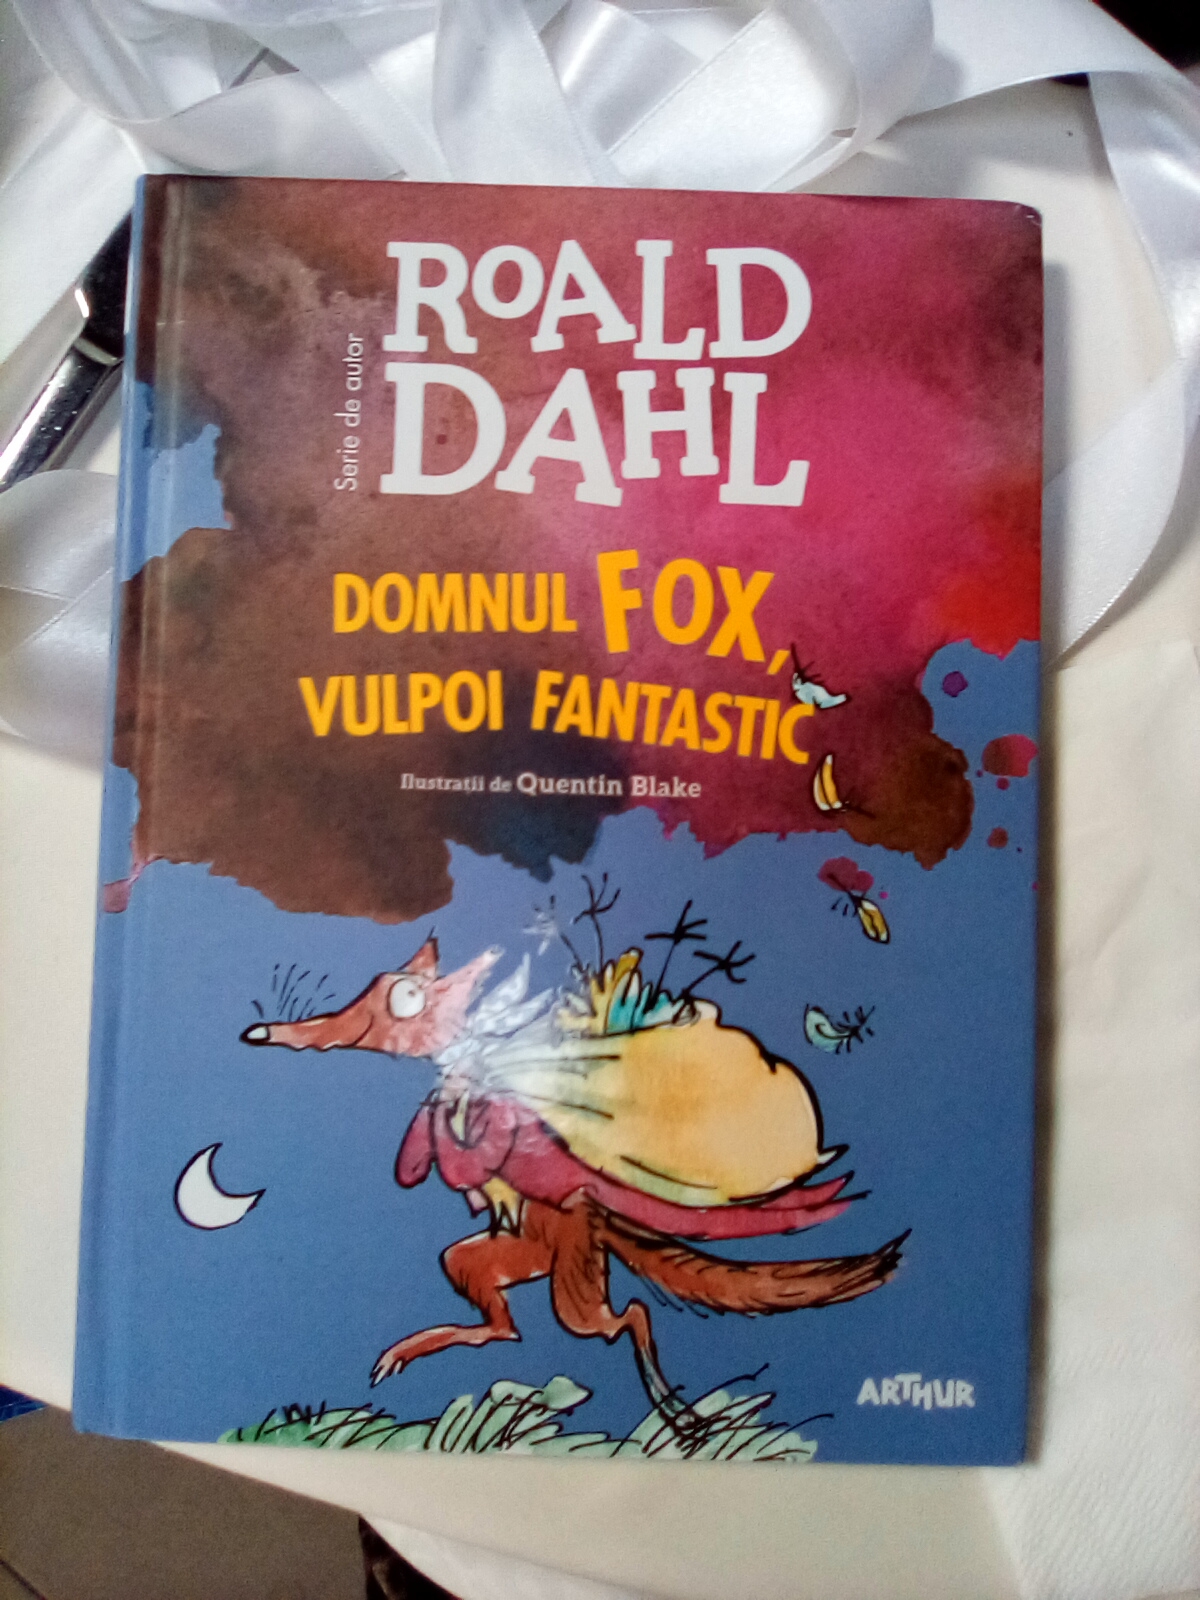 Serie de autor
ROALD
DAHL
DOMNUL FOX,
VULPOI FANTASTIC
Ilustrații de Quentin Blake
ARTHUR